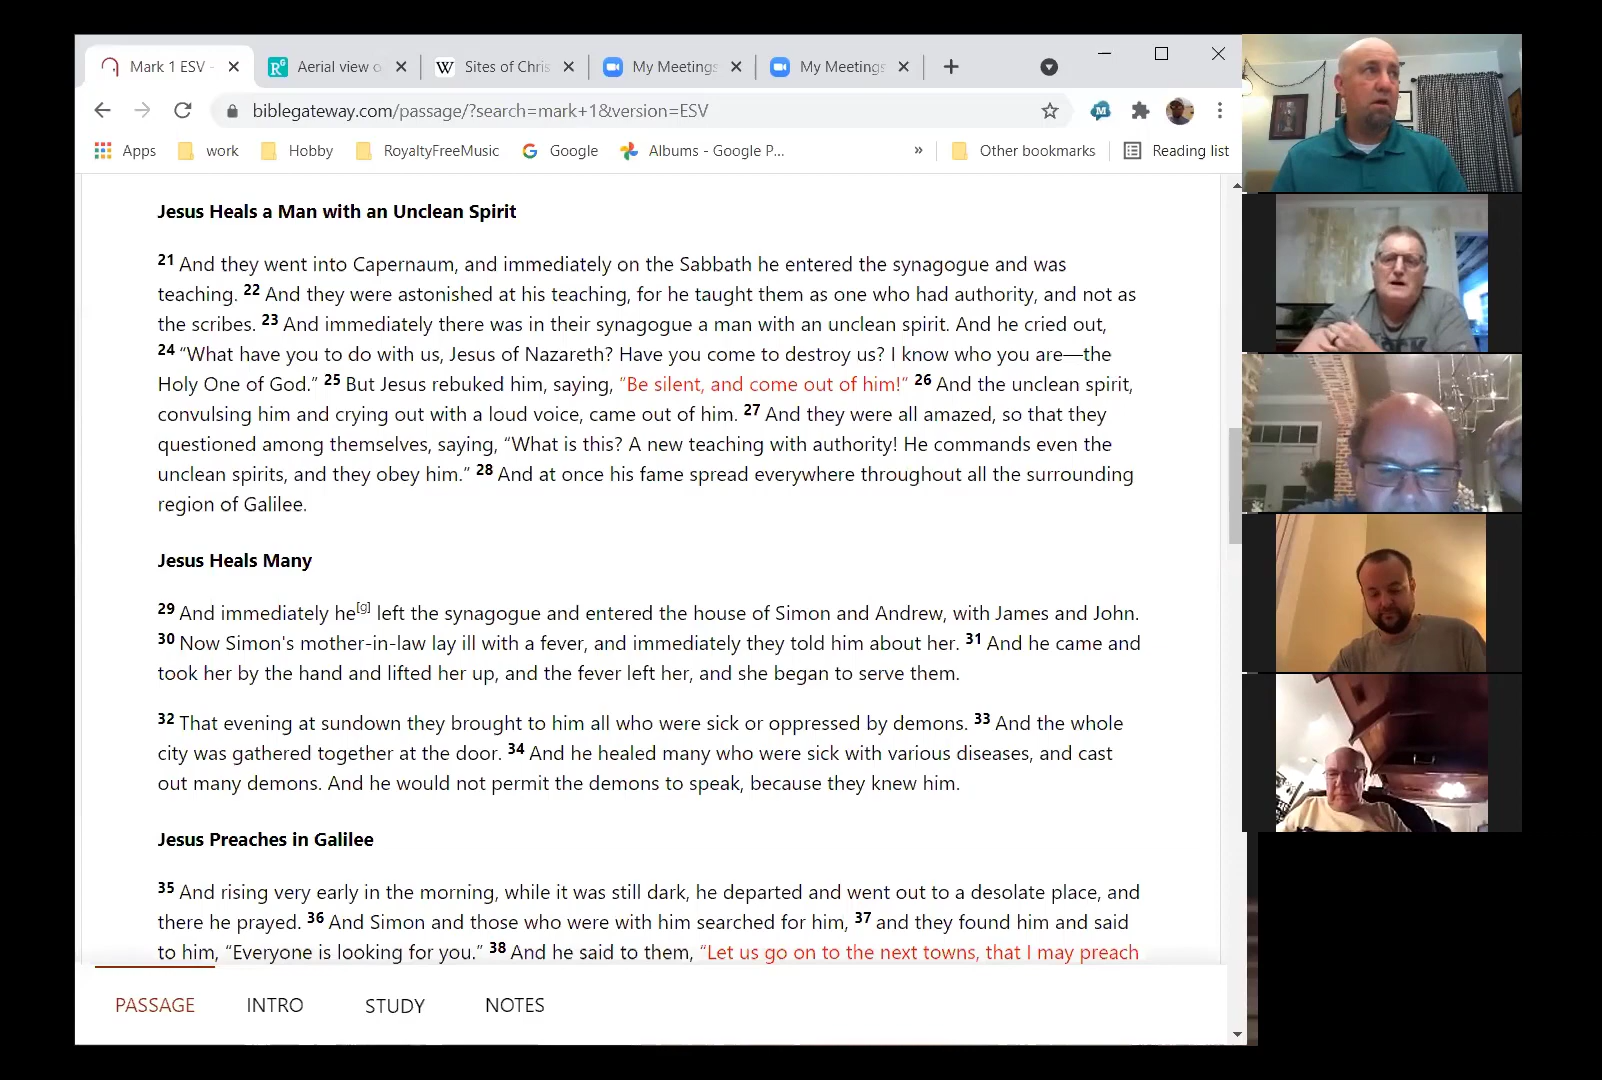 Mark 1 ESV -
Aerial view o
Sites of Chris
My Meetings
My Meetings
biblegateway.com/passage/?search=mark+1&version=ESV
Apps work Hobby RoyaltyFreeMusic Google Albums - Google P... » Other bookmarks Reading list
Jesus Heals a Man with an Unclean Spirit
21 And they went into Capernaum, and immediately on the Sabbath he entered the synagogue and was
teaching. 22 And they were astonished at his teaching, for he taught them as one who had authority, and not as
the scribes. 23 And immediately there was in their synagogue a man with an unclean spirit. And he cried out,
24 “What have you to do with us, Jesus of Nazareth? Have you come to destroy us? I know who you are—the
Holy One of God.” 25 But Jesus rebuked him, saying, “Be silent, and come out of him!” 26 And the unclean spirit,
convulsing him and crying out with a loud voice, came out of him. 27 And they were all amazed, so that they
questioned among themselves, saying, “What is this? A new teaching with authority! He commands even the
unclean spirits, and they obey him.” 28 And at once his fame spread everywhere throughout all the surrounding
region of Galilee.
Jesus Heals Many
29 And immediately he[g] left the synagogue and entered the house of Simon and Andrew, with James and John.
30 Now Simon's mother-in-law lay ill with a fever, and immediately they told him about her. 31 And he came and
took her by the hand and lifted her up, and the fever left her, and she began to serve them.
32 That evening at sundown they brought to him all who were sick or oppressed by demons. 33 And the whole
city was gathered together at the door. 34 And he healed many who were sick with various diseases, and cast
out many demons. And he would not permit the demons to speak, because they knew him.
Jesus Preaches in Galilee
35 And rising very early in the morning, while it was still dark, he departed and went out to a desolate place, and
there he prayed. 36 And Simon and those who were with him searched for him, 37 and they found him and said
to him, “Everyone is looking for you.” 38 And he said to them, “Let us go on to the next towns, that I may preach
PASSAGE INTRO STUDY NOTES